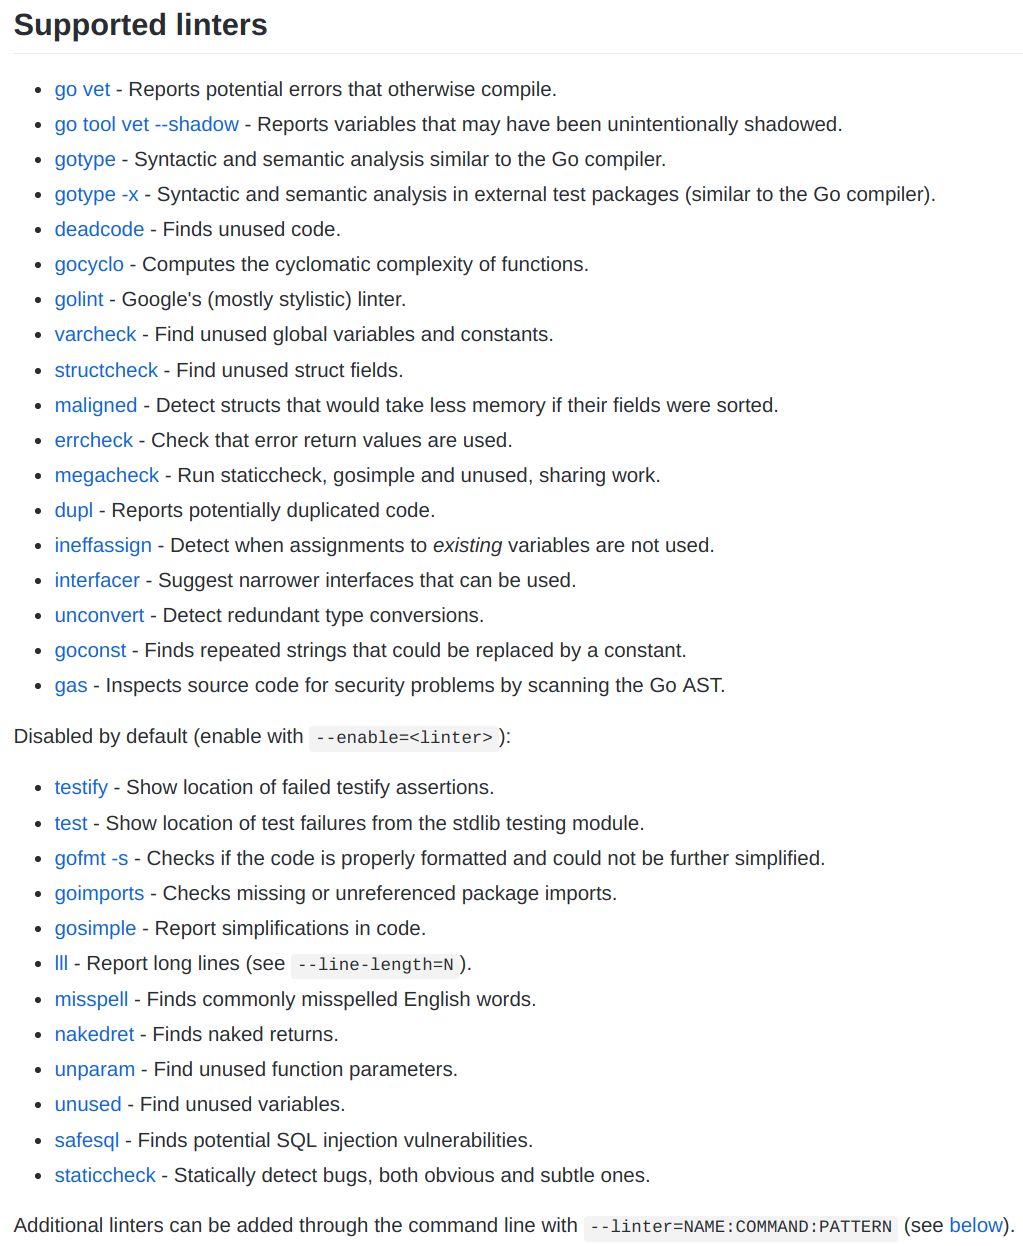 Supported linters
go vet - Reports potential errors that otherwise compile.
go tool vet --shadow - Reports variables that may have been unintentionally shadowed.
gotype - Syntactic and semantic analysis similar to the Go compiler.
gotype -x - Syntactic and semantic analysis in external test packages (similar to the Go compiler).
deadcode - Finds unused code.
gocyclo - Computes the cyclomatic complexity of functions.
golint - Google's (mostly stylistic) linter.
varcheck - Find unused global variables and constants.
structcheck - Find unused struct fields.
maligned - Detect structs that would take less memory if their fields were sorted.
errcheck - Check that error return values are used.
megacheck - Run staticcheck, gosimple and unused, sharing work.
dupl - Reports potentially duplicated code.
ineffassign - Detect when assignments to existing variables are not used.
interfacer - Suggest narrower interfaces that can be used.
unconvert - Detect redundant type conversions.
goconst - Finds repeated strings that could be replaced by a constant.
gas - Inspects source code for security problems by scanning the Go AST.
Disabled by default (enable with --enable=<linter>):
testify - Show location of failed testify assertions.
test - Show location of test failures from the stdlib testing module.
gofmt -s - Checks if the code is properly formatted and could not be further simplified.
goimports - Checks missing or unreferenced package imports.
gosimple - Report simplifications in code.
lll - Report long lines (see --line-length=N).
misspell - Finds commonly misspelled English words.
nakedret - Finds naked returns.
unparam - Find unused function parameters.
unused - Find unused variables.
safesql - Finds potential SQL injection vulnerabilities.
staticcheck - Statically detect bugs, both obvious and subtle ones.
Additional linters can be added through the command line with --linter=NAME:COMMAND:PATTERN (see below).